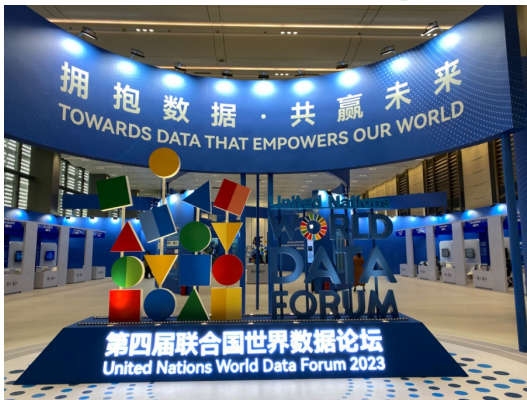 拥抱数据·共赢未来
TOWARDS DATA THAT EMPOWERS OUR WORLD
United Nations
WORLD
DATA
FORUM
第四届联合国世界数据论坛
United Nations World Data Forum 2023